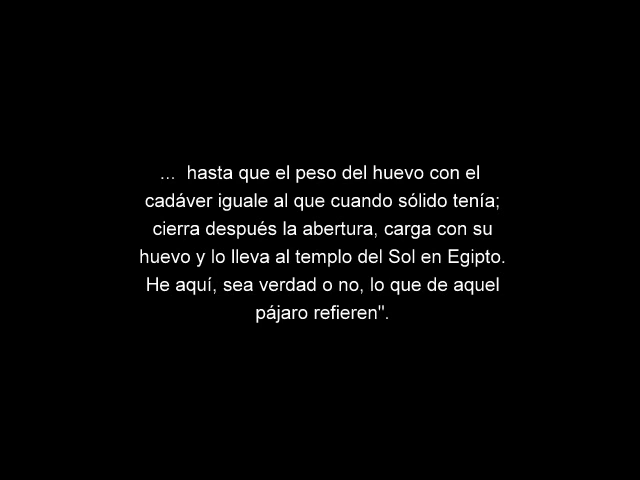 ... hasta que el peso del huevo con el
cadáver iguale al que cuando sólido tenía;
cierra después la abertura, carga con su
huevo y lo lleva al templo del Sol en Egipto.
He aquí, sea verdad o no, lo que de aquel
pájaro refieren".